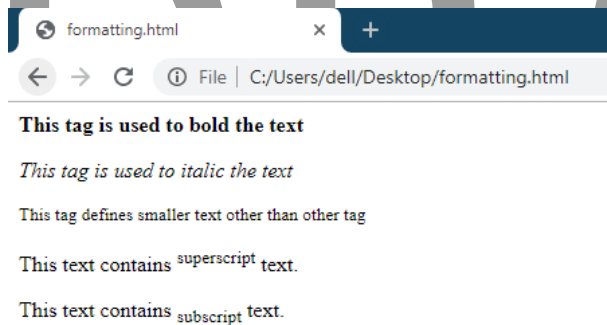 formatting.html
File | C:/Users/dell/Desktop/formatting.html
This tag is used to bold the text
This tag is used to italic the text
This tag defines smaller text other than other tag
This text contains superscript text.
This text contains subscript text.